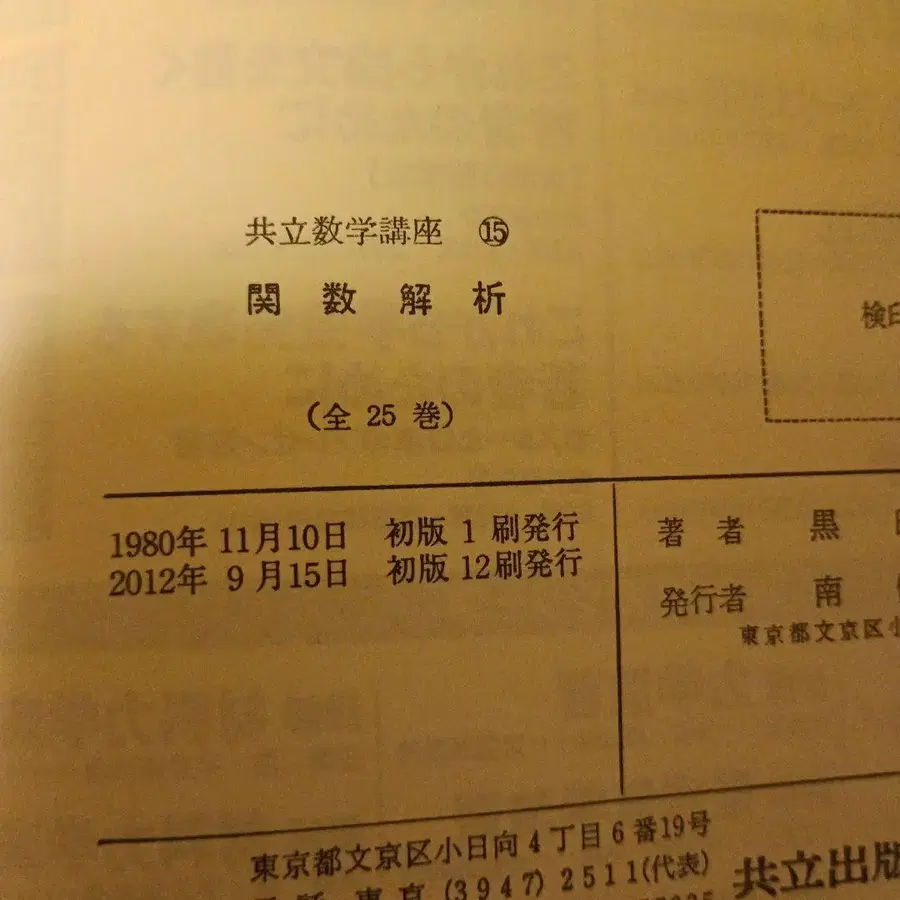 共立数学講座 ⑮
関数解析
(全 25 巻)
検印
1980年 11月10日 初版 1 刷発行
2012年 9月15日 初版 12刷発行
著者 黒
発行者 南
東京都文京区小
東京都文京区小日向4丁目6番19号
(3947) 2511(代表)
共立出版